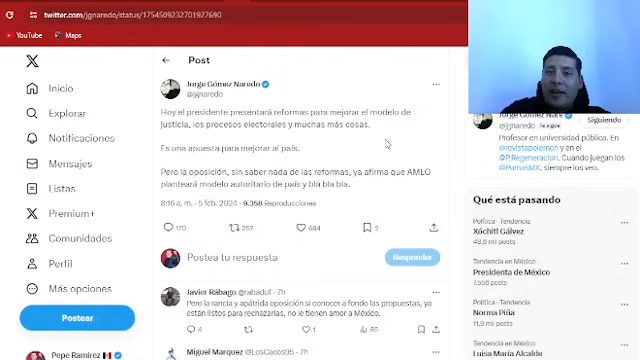 twitter.com/jgnaredo/status/1754509232701927690
YouTube
Maps
Inicio
Explorar
Notificaciones
Mensajes
Listas
Premium+
Comunidades
Perfil
Más opciones
Postear
Pepe Ramírez
Post
Jorge Gómez Naredo
@jgnaredo
Hoy el presidente presentará reformas para mejorar el modelo de
justicia, los procesos electorales y muchas más cosas.
Es una apuesta para mejorar al país.
Pero la oposición, sin saber nada de las reformas, ya afirma que AMLO
planteará modelo autoritario de país y bla bla bla.
8:16 a. m. · 5 feb. 2024 · 9,358 Reproducciones
170 257 684 2
Postea tu respuesta
Responder
Javier Rábago @rabaduf · 7h
Pero la rancia y apátrida oposición si conocer a fondo las propuestas, ya
están listos para rechazarlas, no le tienen amor a México.
4 1 85
Miguel Marquez @LosCacos95 · 7h
Jorge Gómez Naredo
@jgnaredo Te sigue
Siguiendo
Profesor en universidad pública. En
@revistapolemon y en el
@P.Regeneracion. Cuando juegan los
@PumasMX, siempre los veo.
Qué está pasando
Política · Tendencia
Xóchitl Gálvez
48,6 mil posts
Tendencia en México
Presidenta de México
7.556 posts
Política · Tendencia
Norma Piña
11,9 mil posts
Tendencia en México
Luisa María Alcalde